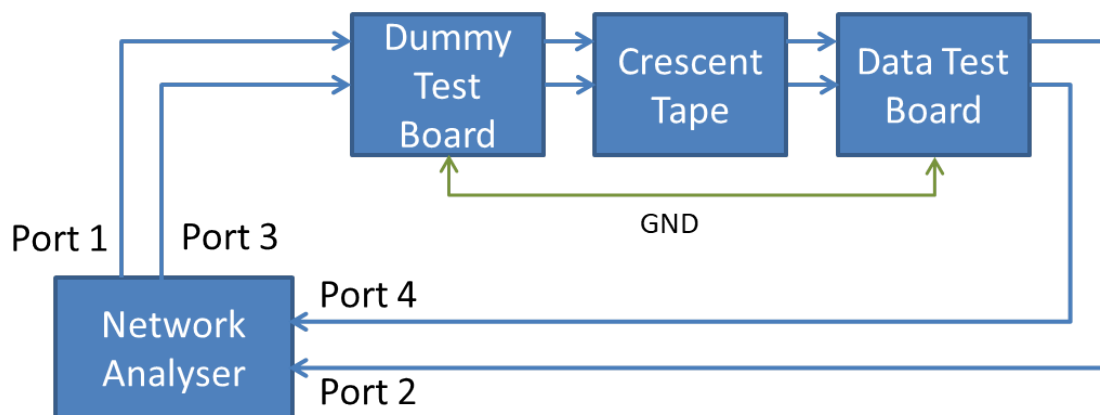 Dummy
Test
Board
Crescent
Tape
Data Test
Board
GND
Port 1
Port 3
Port 4
Network
Analyser
Port 2